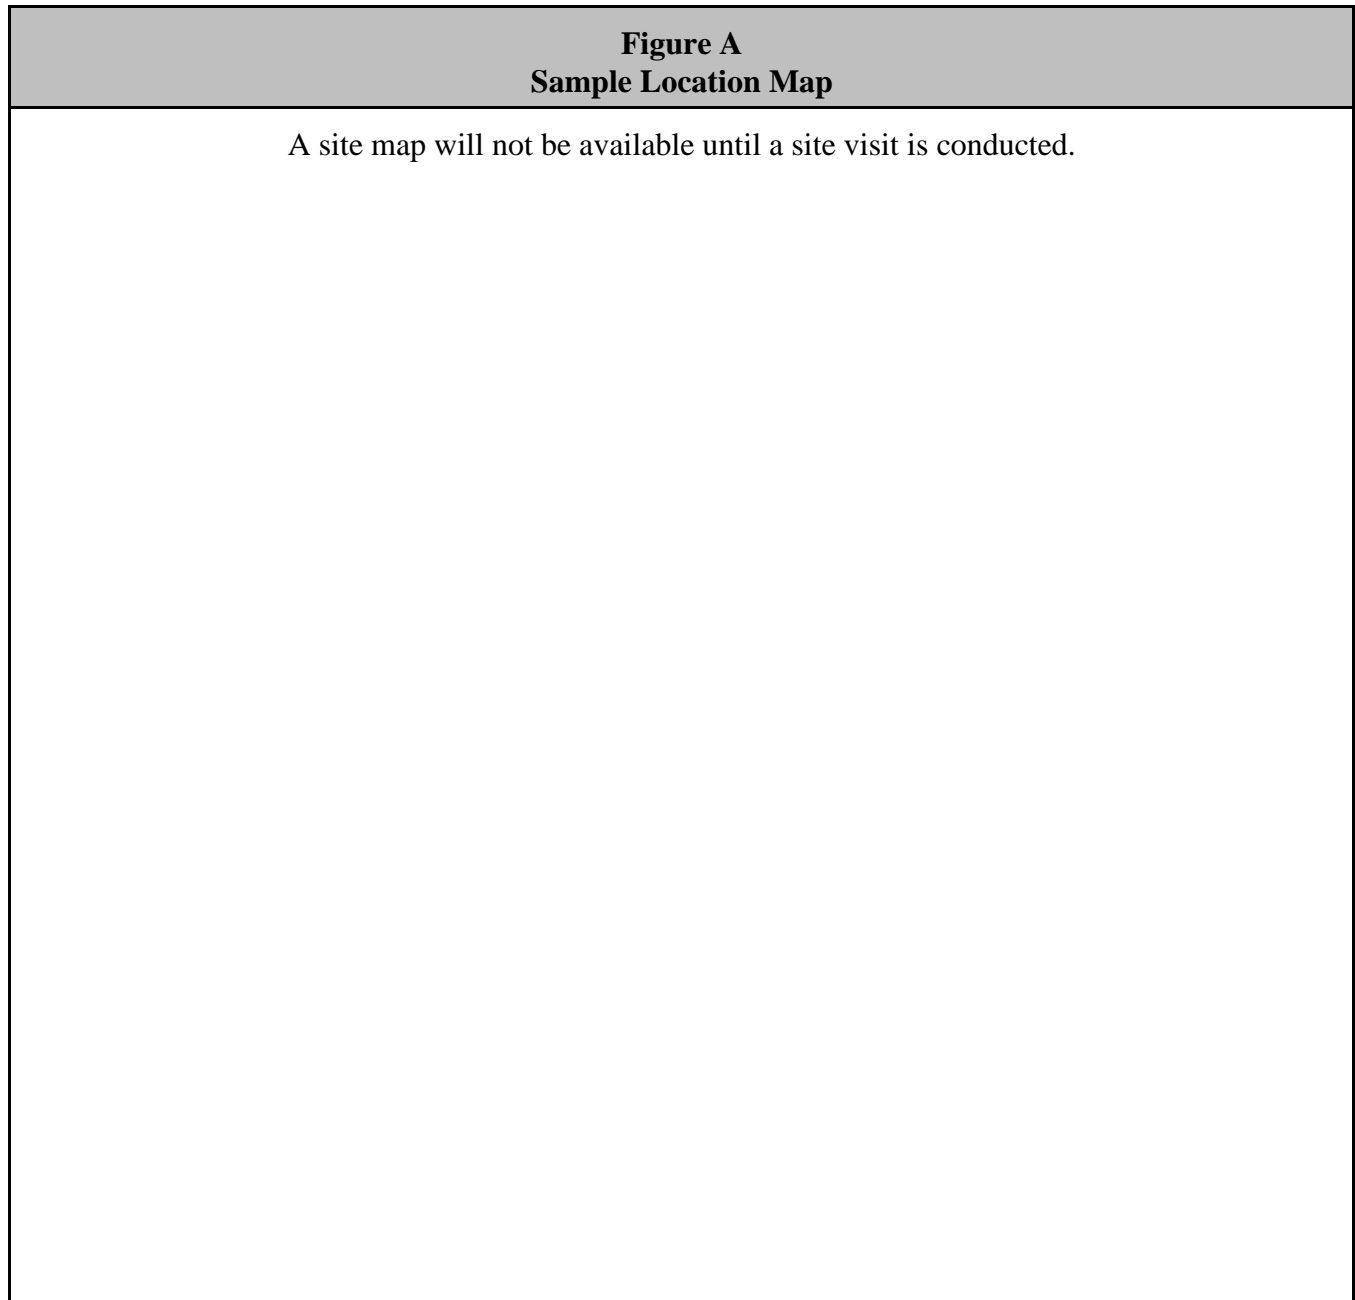 Figure A
Sample Location Map
A site map will not be available until a site visit is conducted.